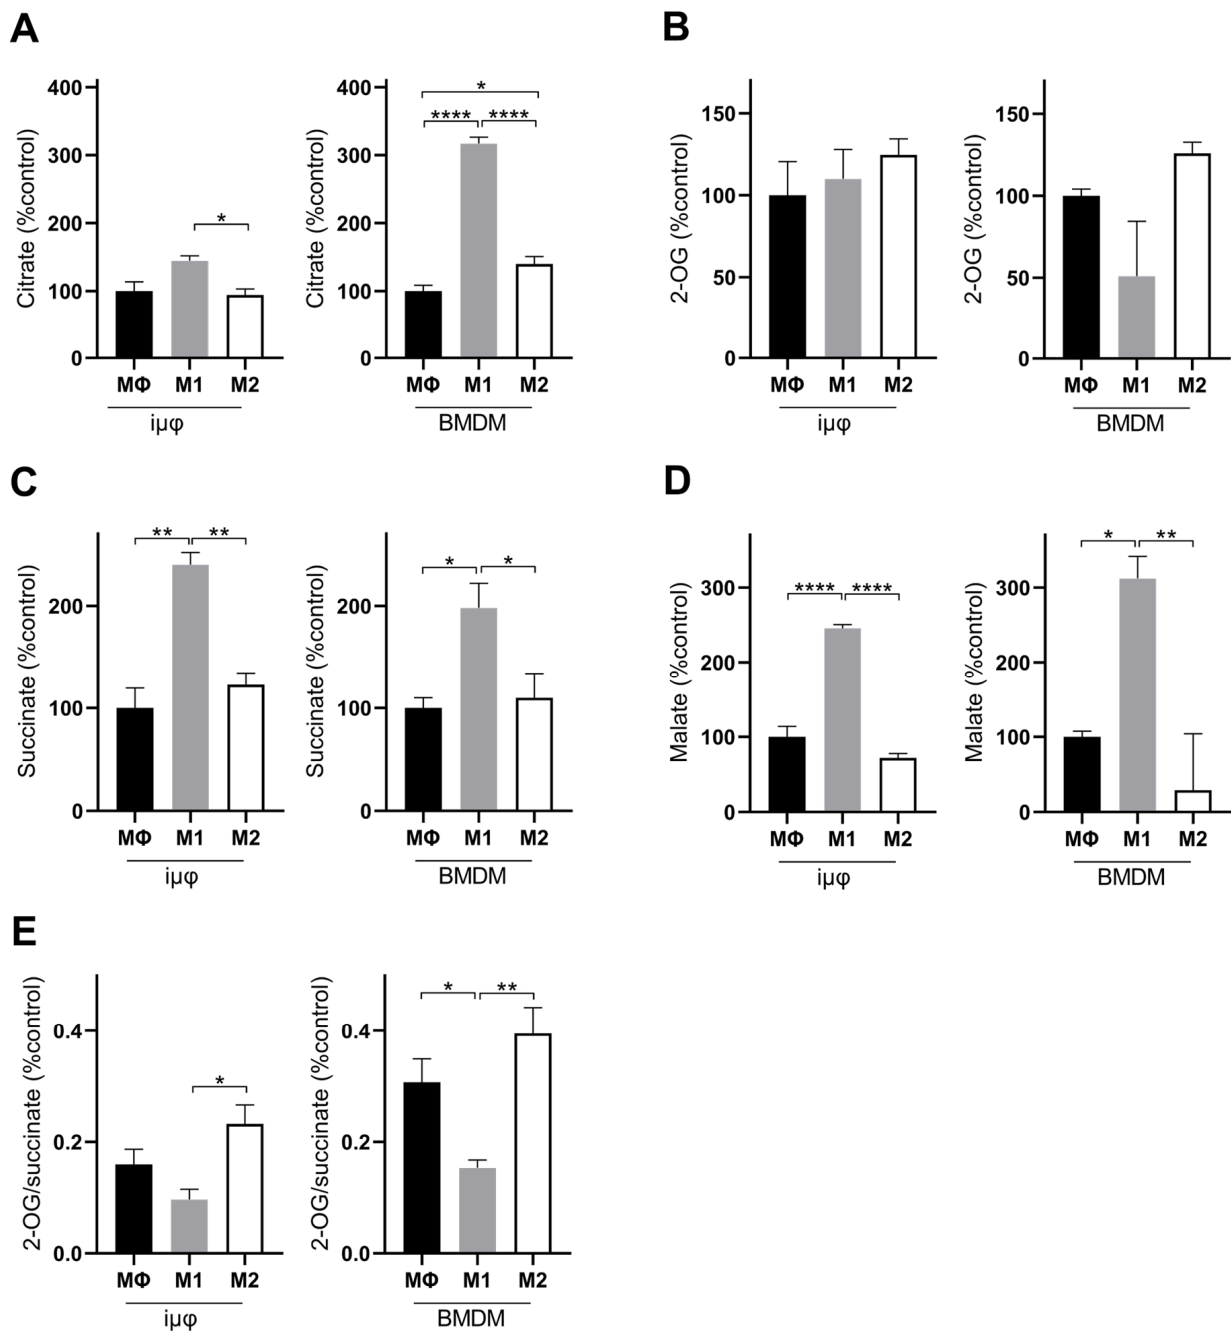 A
Citrate (%control)
400
300
200
100
0
*
MΦ M1 M2
iμφ
Citrate (%control)
400
300
200
100
0
*
**** ****
MΦ M1 M2
BMDM
B
2-OG (%control)
150
100
50
0
MΦ M1 M2
iμφ
2-OG (%control)
150
100
50
0
MΦ M1 M2
BMDM
C
Succinate (%control)
200
100
0
** **
MΦ M1 M2
iμφ
Succinate (%control)
200
100
0
* *
MΦ M1 M2
BMDM
D
Malate (%control)
300
200
100
0
**** ****
MΦ M1 M2
iμφ
Malate (%control)
300
200
100
0
* **
MΦ M1 M2
BMDM
E
2-OG/succinate (%control)
0.4
0.2
0.0
*
MΦ M1 M2
iμφ
2-OG/succinate (%control)
0.4
0.2
0.0
* **
MΦ M1 M2
BMDM